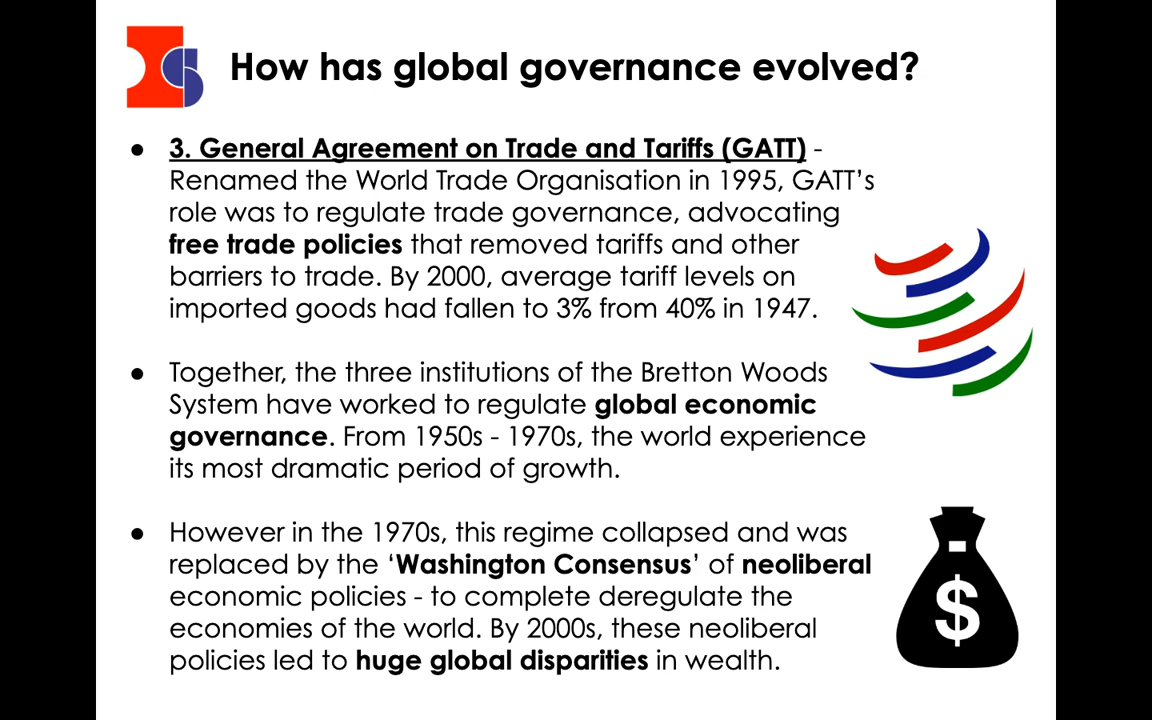 How has global governance evolved?
● 3. General Agreement on Trade and Tariffs (GATT) -
Renamed the World Trade Organisation in 1995, GATT's
role was to regulate trade governance, advocating
free trade policies that removed tariffs and other
barriers to trade. By 2000, average tariff levels on
imported goods had fallen to 3% from 40% in 1947.
● Together, the three institutions of the Bretton Woods
System have worked to regulate global economic
governance. From 1950s - 1970s, the world experience
its most dramatic period of growth.
● However in the 1970s, this regime collapsed and was
replaced by the ‘Washington Consensus’ of neoliberal
economic policies - to complete deregulate the
economies of the world. By 2000s, these neoliberal
policies led to huge global disparities in wealth.
$